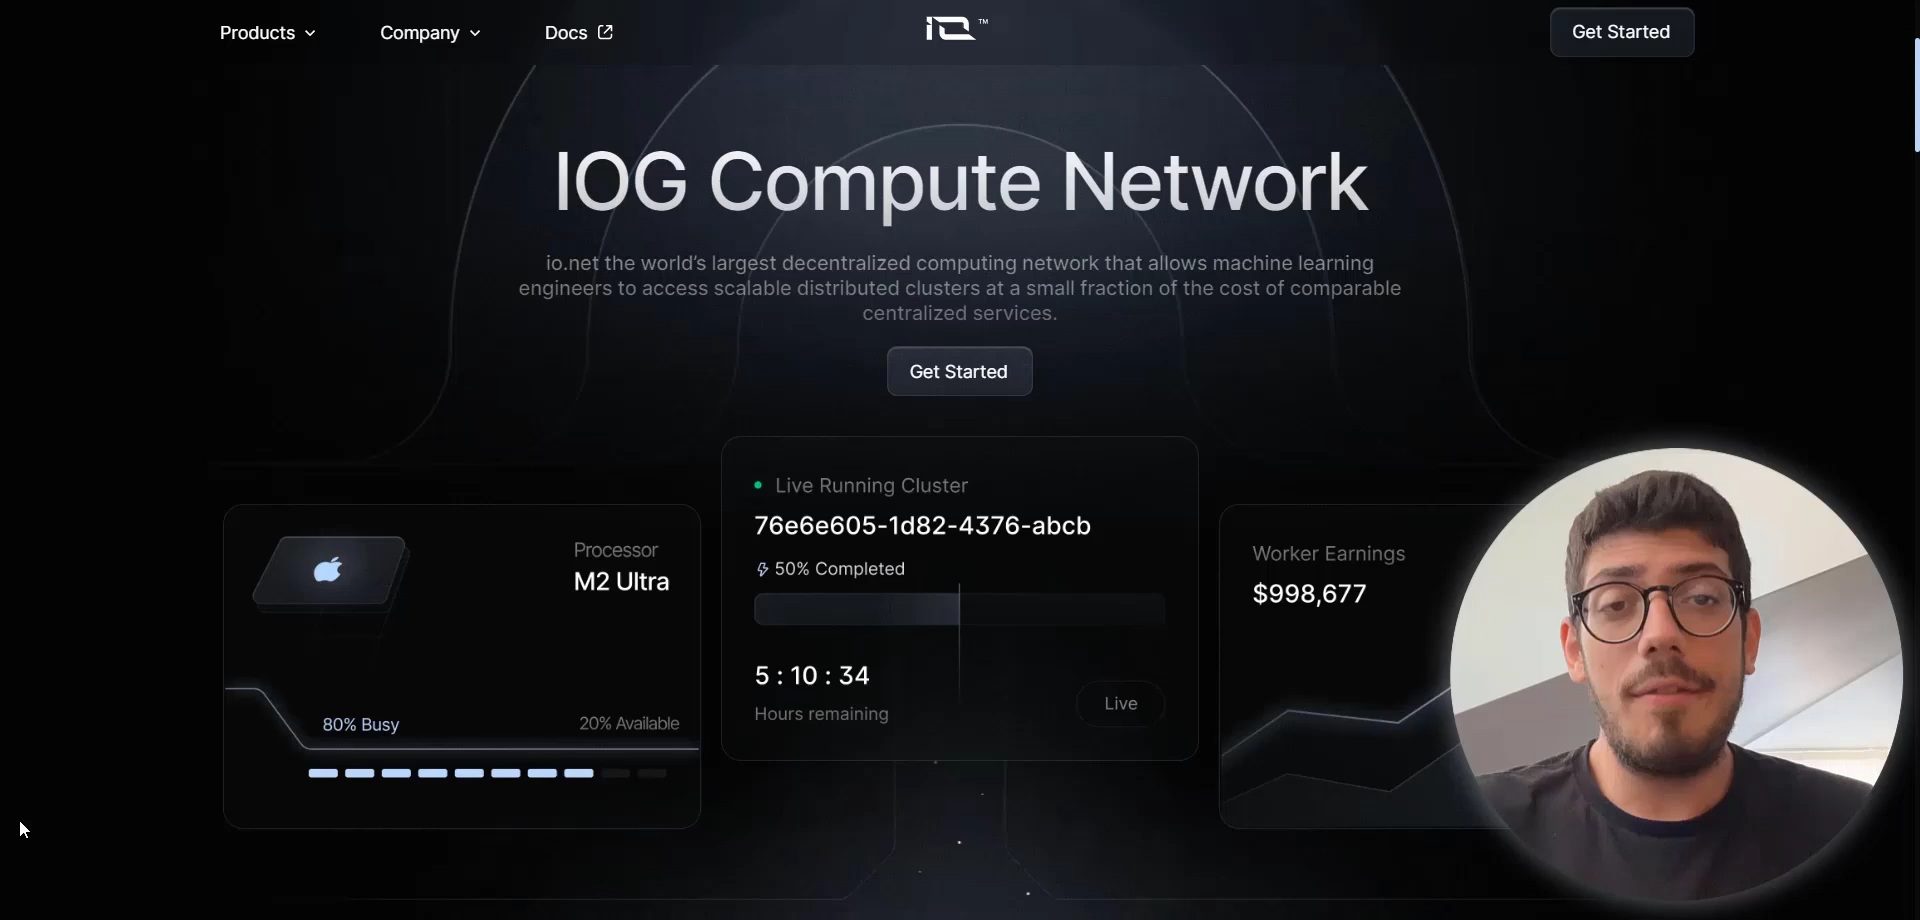 Products
Company
Docs
io™
Get Started
IOG Compute Network
io.net the world's largest decentralized computing network that allows machine learning
engineers to access scalable distributed clusters at a small fraction of the cost of comparable
centralized services.
Get Started
Processor
M2 Ultra
80% Busy
20% Available
Live Running Cluster
76e6e605-1d82-4376-abcb
50% Completed
5 : 10 : 34
Hours remaining
Live
Worker Earnings
$998,677